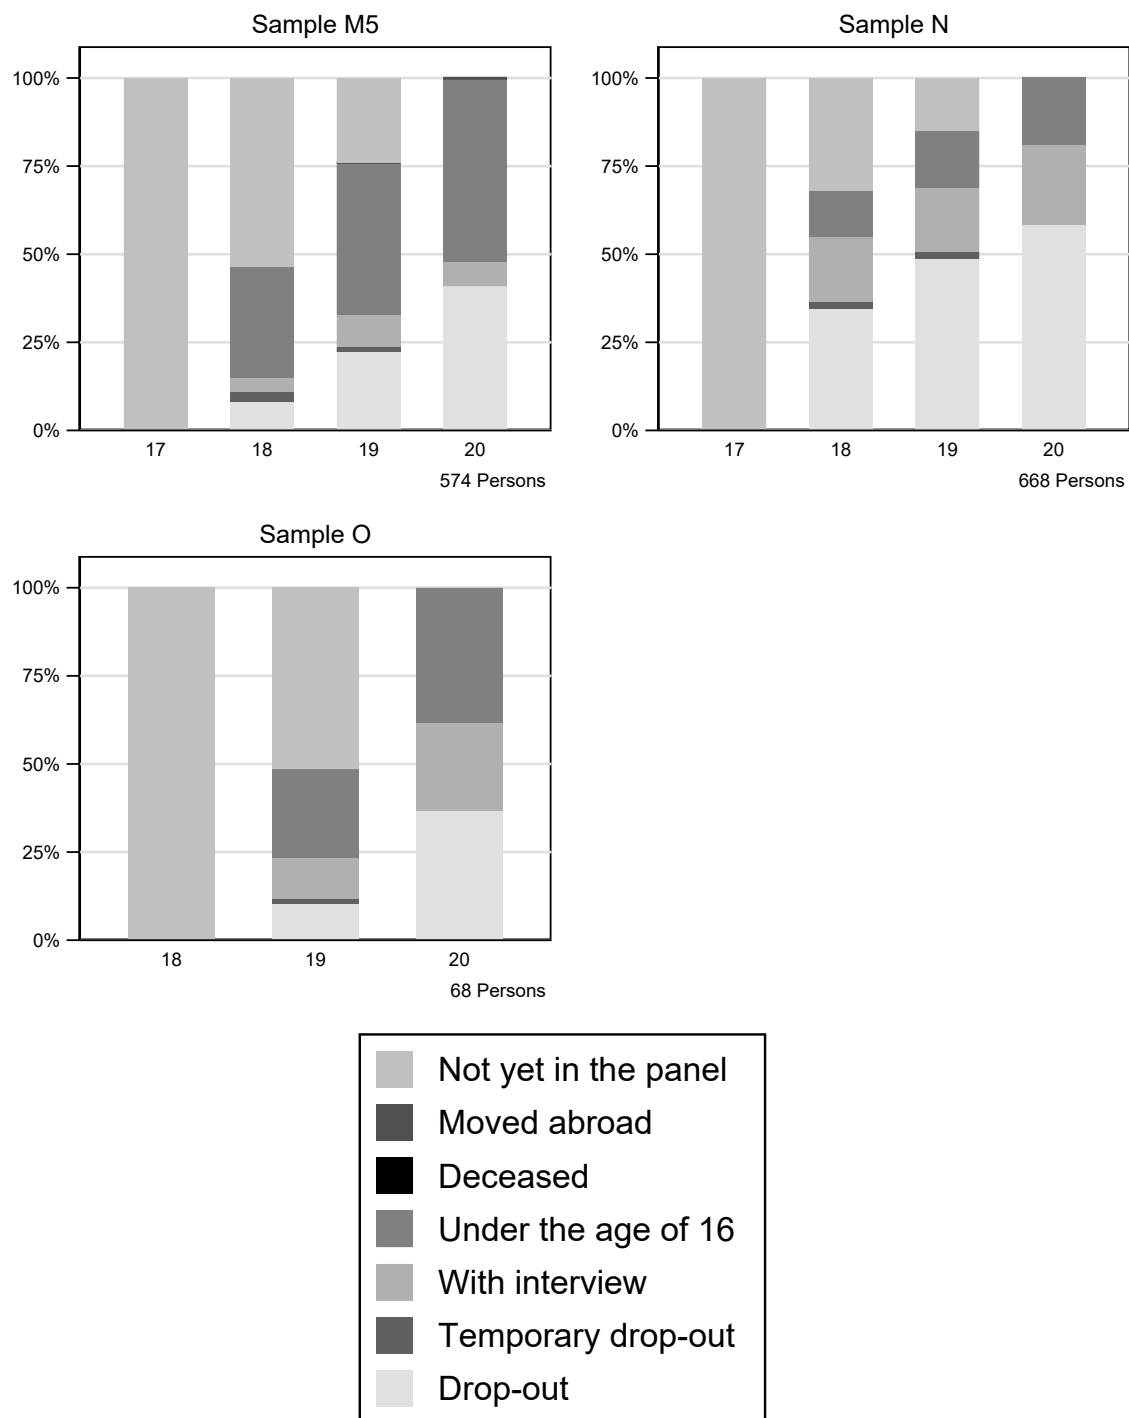 Sample M5
100%
75%
50%
25%
0%
17 18 19 20
574 Persons
Sample N
100%
75%
50%
25%
0%
17 18 19 20
668 Persons
Sample O
100%
75%
50%
25%
0%
18 19 20
68 Persons
Not yet in the panel
Moved abroad
Deceased
Under the age of 16
With interview
Temporary drop-out
Drop-out